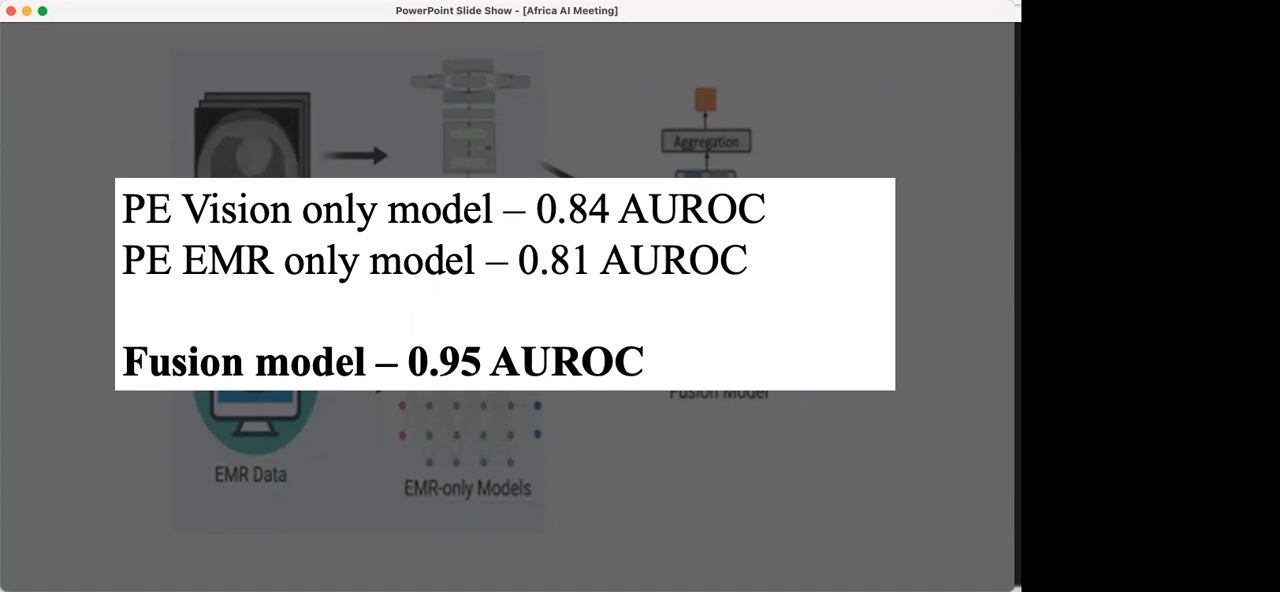 PowerPoint Slide Show - [Africa AI Meeting]
Aggregation
PE Vision only model – 0.84 AUROC
PE EMR only model – 0.81 AUROC
Fusion model – 0.95 AUROC
Fusion Model
EMR Data
EMR-only Models